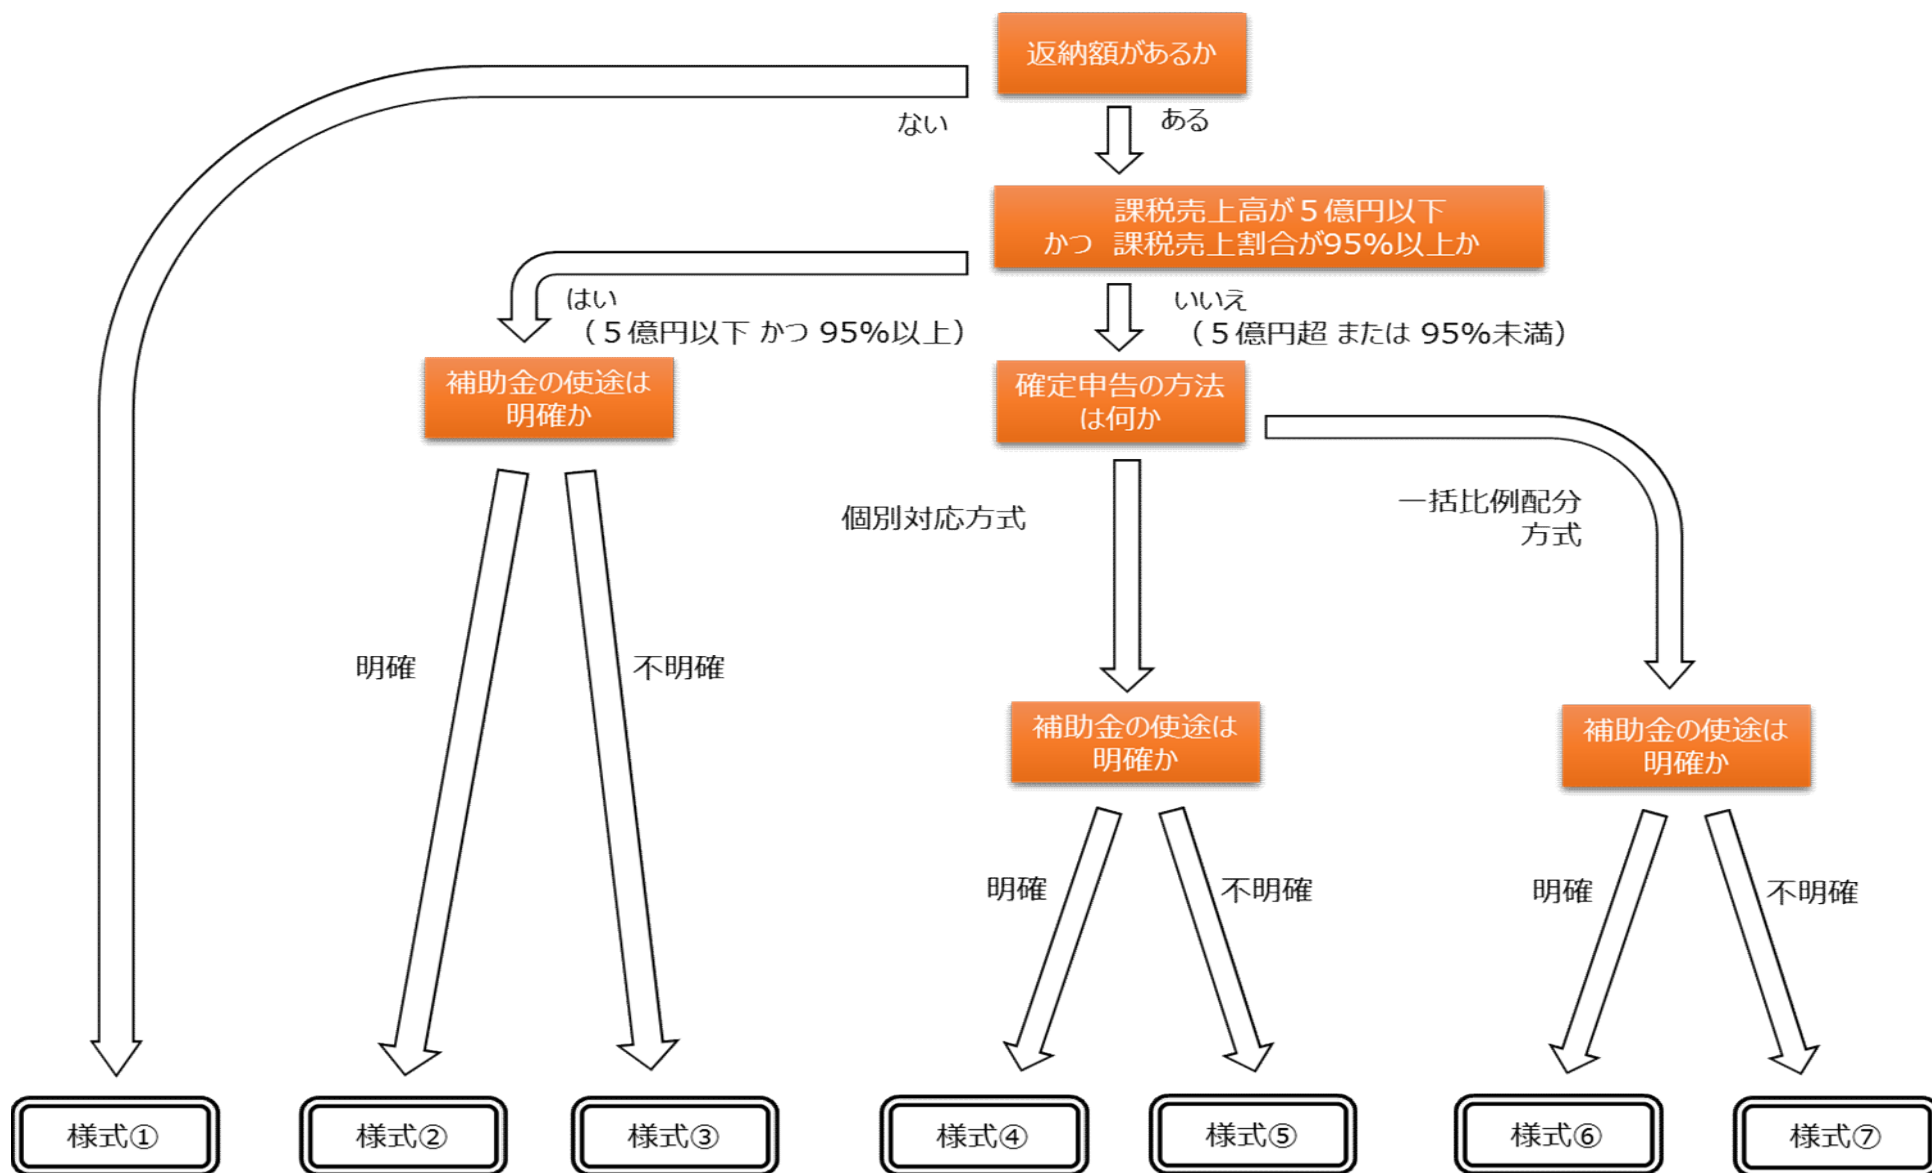 返納額があるか
ない
ある
課税売上高が５億円以下
かつ 課税売上割合が95%以上か
はい
（５億円以下 かつ 95%以上）
いいえ
（５億円超 または 95%未満）
補助金の使途は
明確か
確定申告の方法
は何か
個別対応方式
一括比例配分
方式
明確
不明確
補助金の使途は
明確か
補助金の使途は
明確か
明確
不明確
明確
不明確
様式①
様式②
様式③
様式④
様式⑤
様式⑥
様式⑦